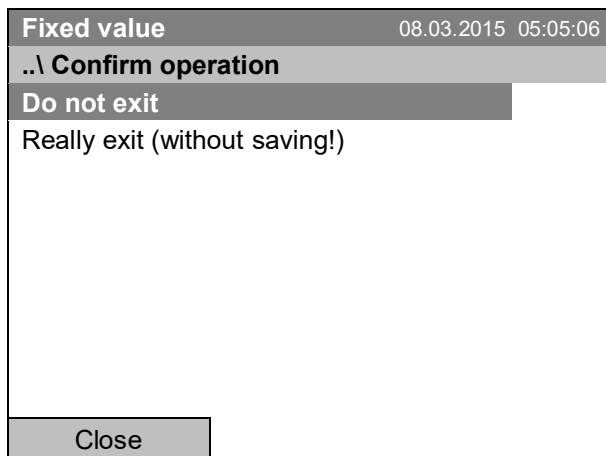 Fixed value 08.03.2015 05:05:06
..\ Confirm operation
Do not exit
Really exit (without saving!)
Close